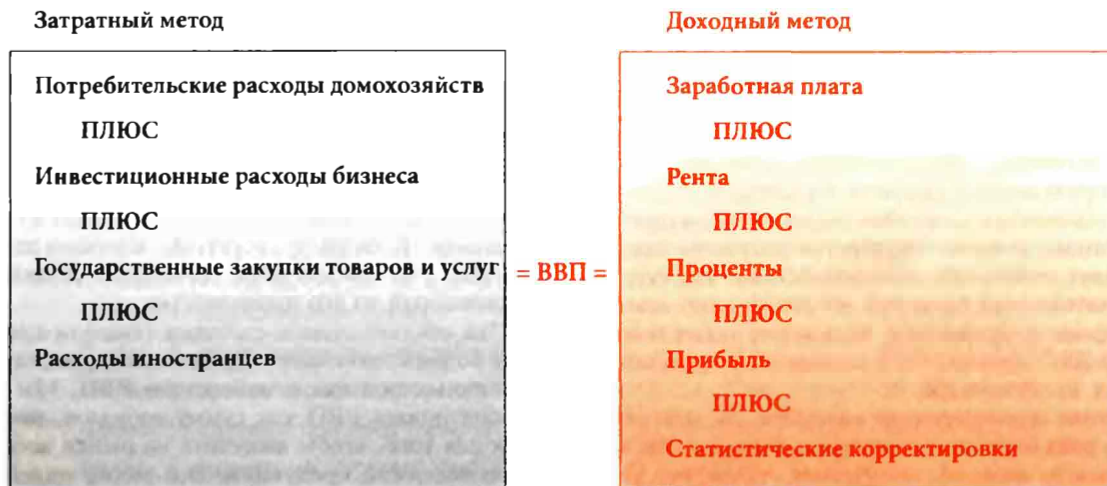 Затратный метод
Потребительские расходы домохозяйств
ПЛЮС
Инвестиционные расходы бизнеса
ПЛЮС
Государственные закупки товаров и услуг
ПЛЮС
Расходы иностранцев
= ВВП =
Доходный метод
Заработная плата
ПЛЮС
Рента
ПЛЮС
Проценты
ПЛЮС
Прибыль
ПЛЮС
Статистические корректировки